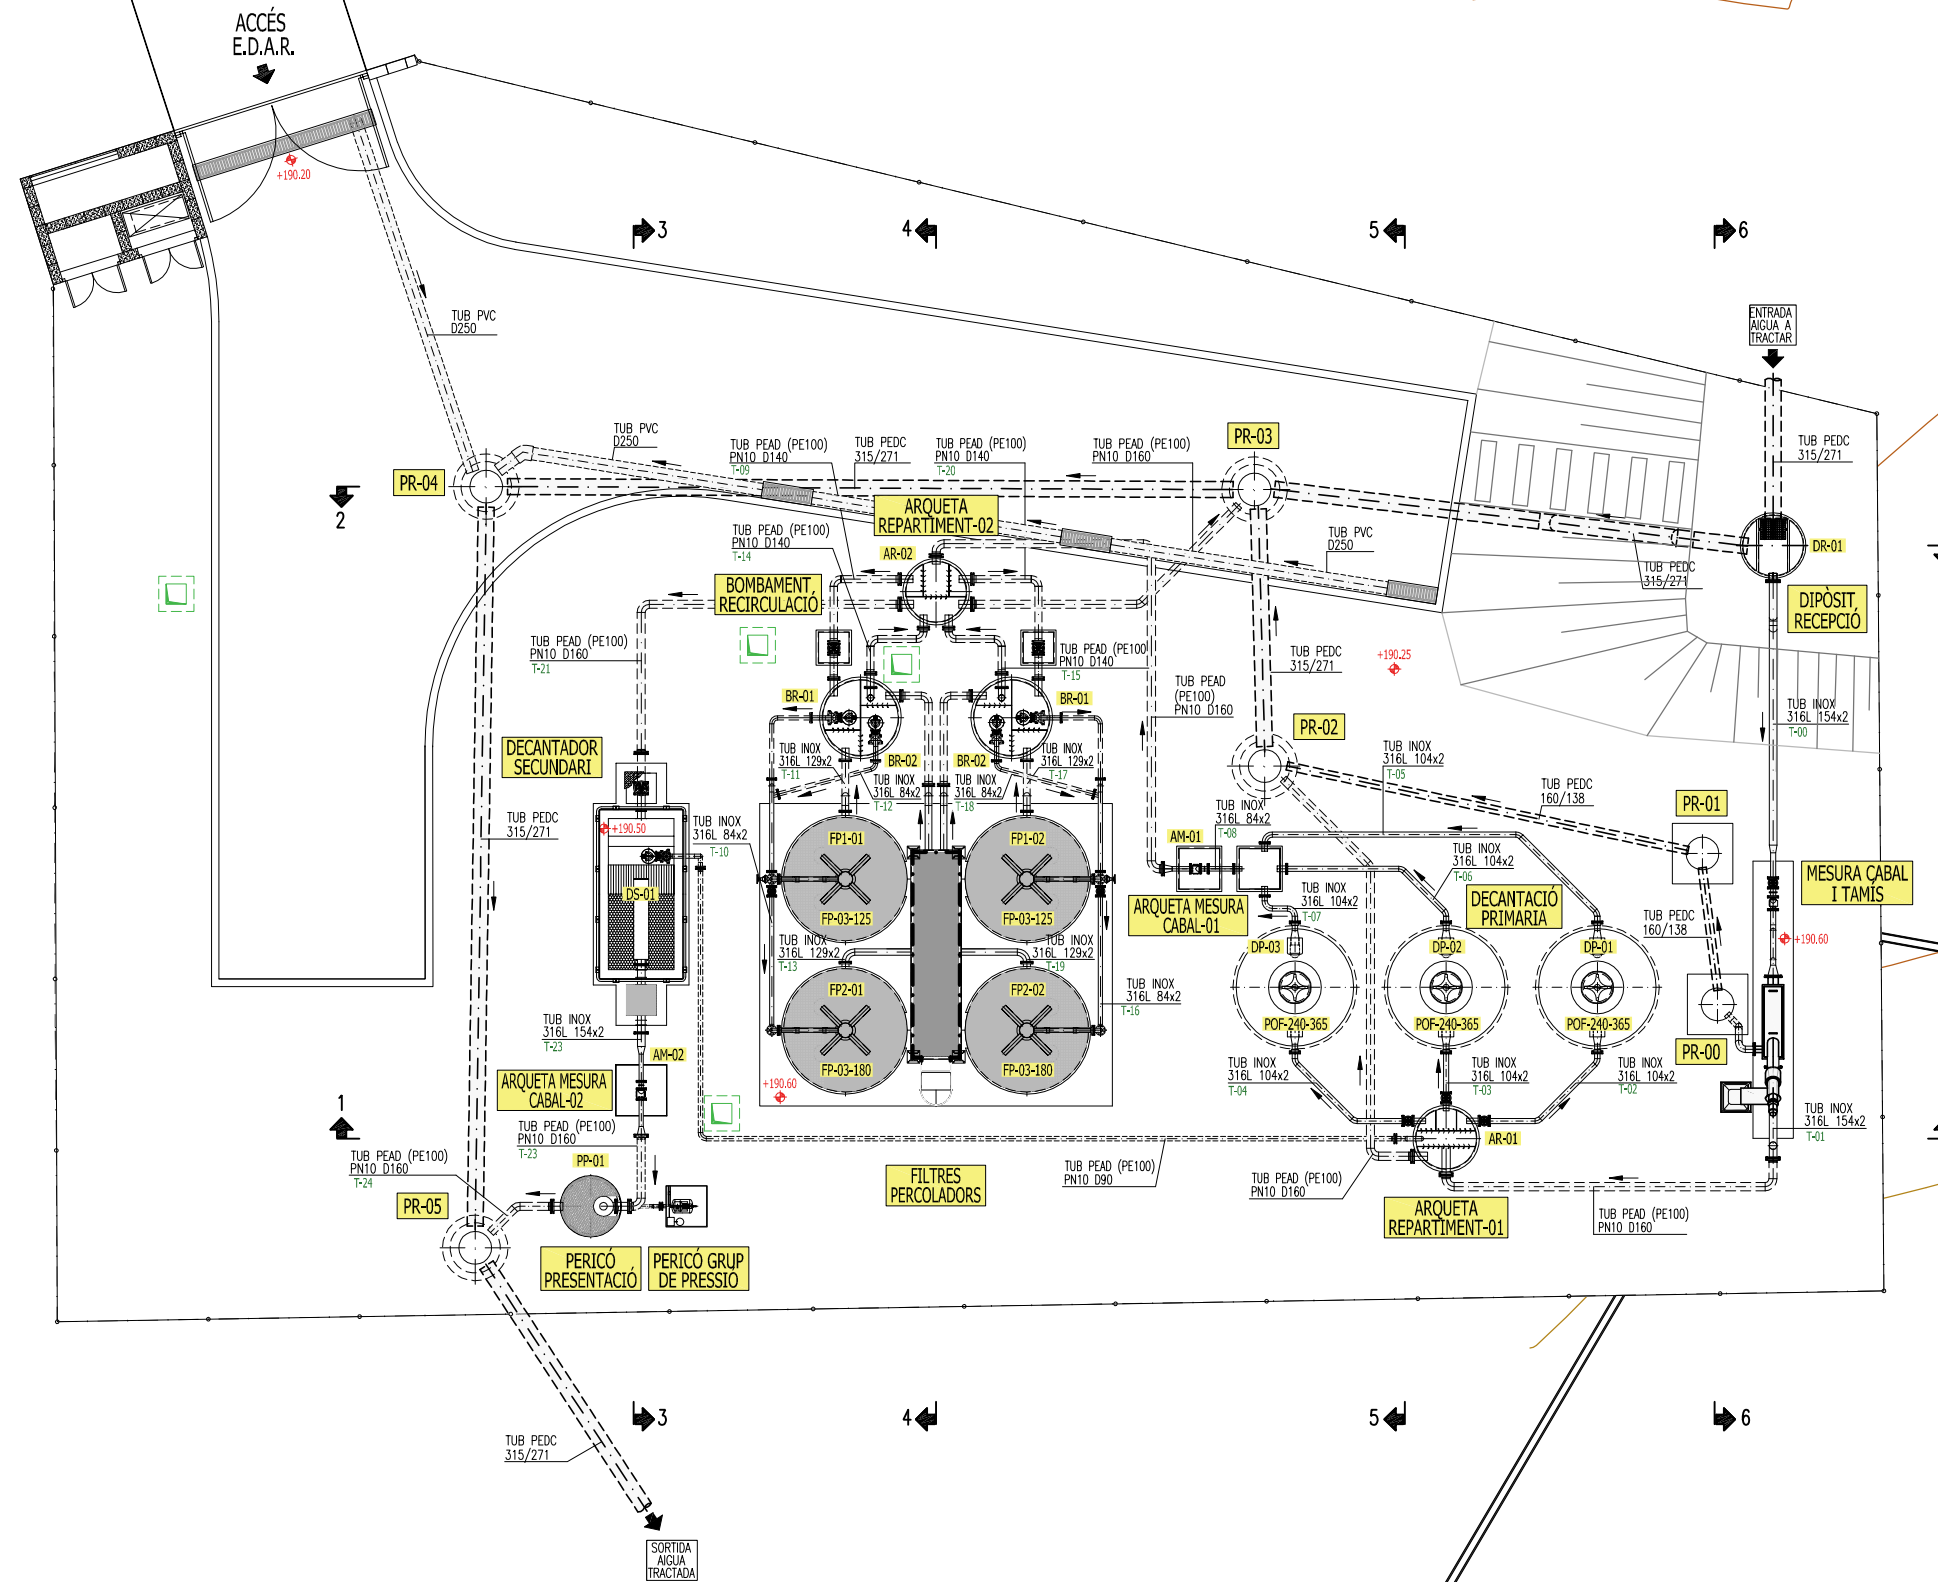 ACCÉS
E.D.A.R.
+190.20
3
4
5
6
TUB PVC
D250
ENTRADA
AIGUA A
TRACTAR
TUB PEDC
315/271
PR-04
2
TUB PVC
D250
TUB PEAD (PE100)
PN10 D140
T-09
TUB PEDC
315/271
TUB PEAD (PE100)
PN10 D140
T-20
TUB PEAD (PE100)
PN10 D160
PR-03
ARQUETA
REPARTIMENT-02
TUB PEAD (PE100)
PN10 D140
T-14
AR-02
TUB PVC
D250
TUB PEDC
315/271
DR-01
DIPÒSIT
RECEPCIÓ
BOMBAMENT
RECIRCULACIÓ
TUB PEAD (PE100)
PN10 D160
T-21
TUB PEAD (PE100)
PN10 D140
T-15
TUB PEDC
315/271
+190.25
TUB PEAD
(PE100)
PN10 D160
BR-01
BR-01
PR-02
TUB INOX
316L 154x2
T-00
DECANTADOR
SECUNDARI
BR-02
BR-02
TUB INOX
316L 129x2
T-11
TUB INOX
316L 84x2
T-12
TUB INOX
316L 84x2
T-18
TUB INOX
316L 129x2
T-17
TUB INOX
316L 104x2
T-05
TUB PEDC
160/138
PR-01
TUB PEDC
315/271
+190.50
TUB INOX
316L 84x2
T-10
FP1-01
FP1-02
AM-01
TUB INOX
316L 84x2
T-08
TUB INOX
316L 104x2
T-06
MESURA CABAL
I TAMÍS
DS-01
FP-03-125
FP-03-125
ARQUETA MESURA
CABAL-01
TUB INOX
316L 104x2
T-07
DECANTACIÓ
PRIMARIA
TUB PEDC
160/138
+190.60
TUB INOX
316L 129x2
T-13
TUB INOX
316L 129x2
T-19
DP-03
DP-02
DP-01
FP2-01
FP2-02
TUB INOX
316L 84x2
T-16
POF-240-365
POF-240-365
POF-240-365
TUB INOX
316L 154x2
T-23
AM-02
PR-00
ARQUETA MESURA
CABAL-02
+190.60
FP-03-180
FP-03-180
TUB INOX
316L 104x2
T-04
TUB INOX
316L 104x2
T-03
TUB INOX
316L 104x2
T-02
1
TUB INOX
316L 154x2
T-01
TUB PEAD (PE100)
PN10 D160
T-23
AR-01
TUB PEAD (PE100)
PN10 D160
T-24
PP-01
FILTRES
PERCOLADORS
TUB PEAD (PE100)
PN10 D90
TUB PEAD (PE100)
PN10 D160
PR-05
ARQUETA
REPARTIMENT-01
TUB PEAD (PE100)
PN10 D160
PERICÓ
PRESENTACIÓ
PERICÓ GRUP
DE PRESSIÓ
3
4
5
6
TUB PEDC
315/271
SORTIDA
AIGUA
TRACTADA